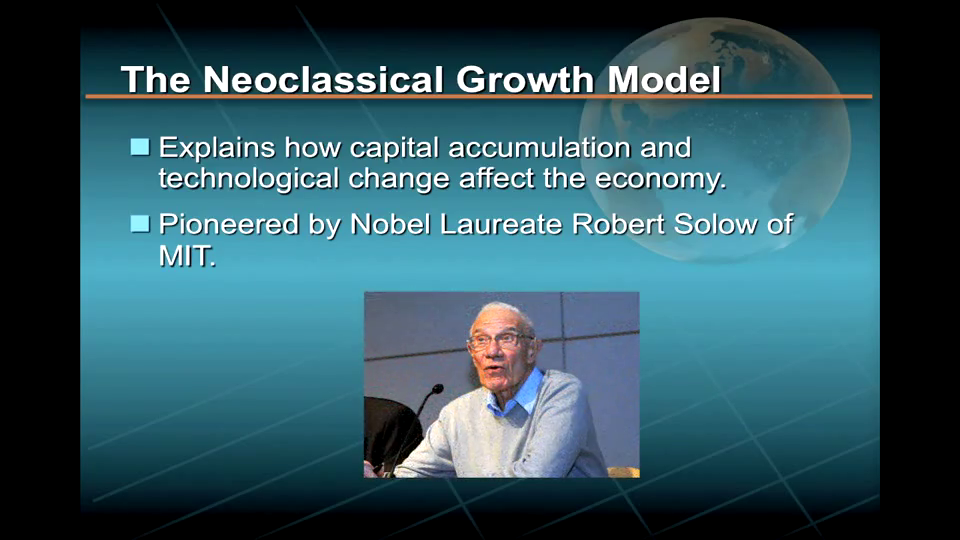 The Neoclassical Growth Model
Explains how capital accumulation and
technological change affect the economy.
Pioneered by Nobel Laureate Robert Solow of
MIT.